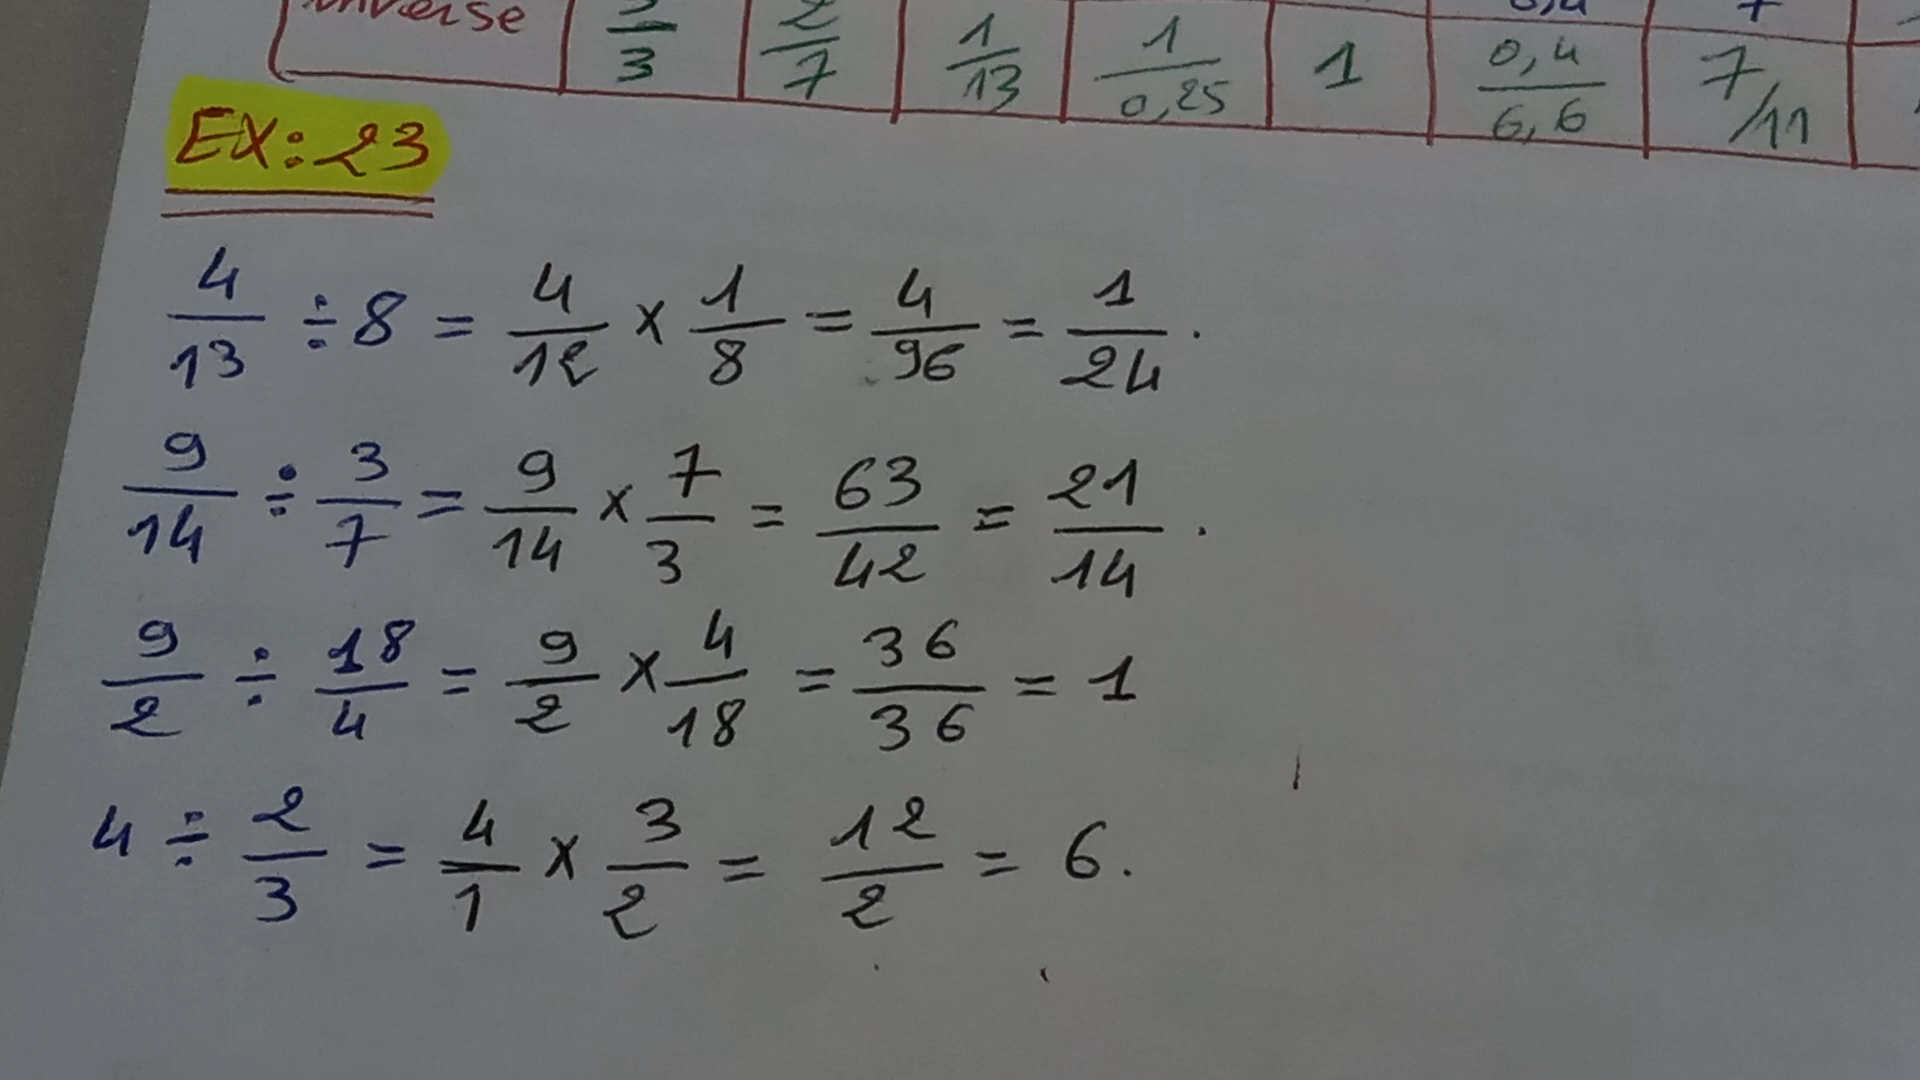 inverse 3 2/7 1/13 1/0,25 1 0,4/6,6 7/11
EX: 23
4/13 ÷ 8 = 4/12 × 1/8 = 4/96 = 1/24 .
9/14 ÷ 3/7 = 9/14 × 7/3 = 63/42 = 21/14 .
9/2 ÷ 18/4 = 9/2 × 4/18 = 36/36 = 1
4 ÷ 2/3 = 4/1 × 3/2 = 12/2 = 6 .